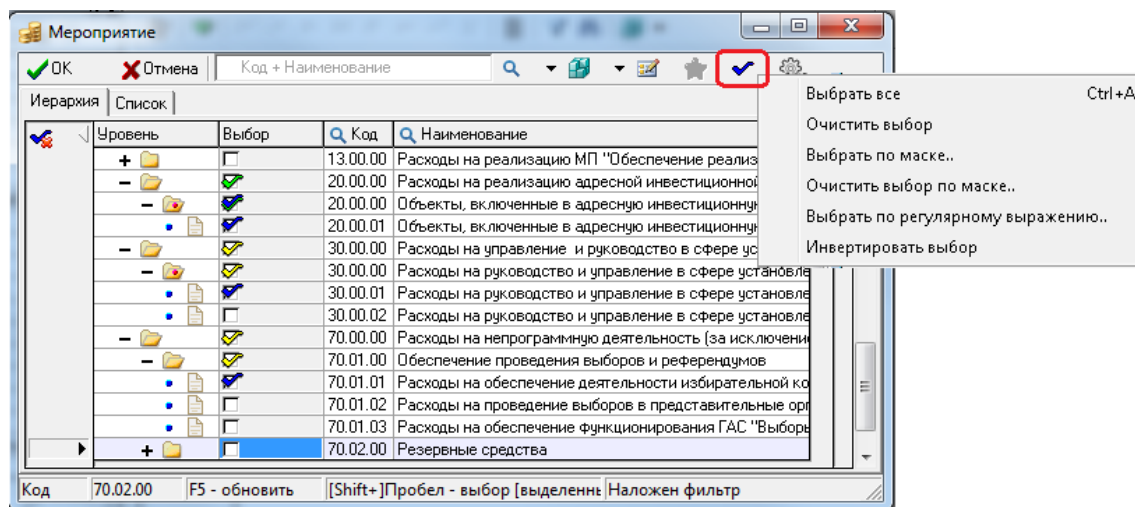 Мероприятие
ОК Отмена Код + Наименование
Иерархия Список
Уровень Выбор Код Наименование
13.00.00 Расходы на реализацию МП "Обеспечение реализ
20.00.00 Расходы на реализацию адресной инвестиционной
20.00.00 Объекты, включенные в адресную инвестиционну
20.00.01 Объекты, включенные в адресную инвестиционну
30.00.00 Расходы на управление и руководство в сфере ус
30.00.00 Расходы на руководство и управление в сфере установле
30.00.01 Расходы на руководство и управление в сфере установле
30.00.02 Расходы на руководство и управление в сфере установле
70.00.00 Расходы на непрограммную деятельность (за исключени
70.01.00 Обеспечение проведения выборов и референдумов
70.01.01 Расходы на обеспечение деятельности избирательной ко
70.01.02 Расходы на проведение выборов в представительные орг
70.01.03 Расходы на обеспечение функционирования ГАС "Выборы
70.02.00 Резервные средства
Код 70.02.00 F5 - обновить [Shift+]Пробел - выбор [выделеннь Наложен фильтр
Выбрать все Ctrl+A
Очистить выбор
Выбрать по маске..
Очистить выбор по маске..
Выбрать по регулярному выражению..
Инвертировать выбор